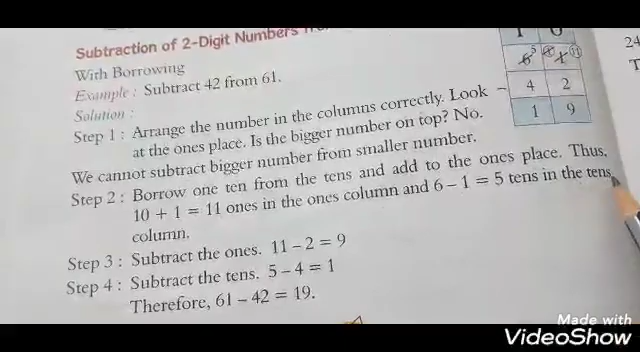 Subtraction of 2-Digit Numbers
With Borrowing
Example : Subtract 42 from 61.
Solution :
Step 1 : Arrange the number in the columns correctly. Look
at the ones place. Is the bigger number on top? No.
We cannot subtract bigger number from smaller number.
Step 2 : Borrow one ten from the tens and add to the ones place. Thus,
10 + 1 = 11 ones in the ones column and 6 – 1 = 5 tens in the tens
column.
Step 3 : Subtract the ones. 11 – 2 = 9
Step 4 : Subtract the tens. 5 – 4 = 1
Therefore, 61 – 42 = 19.
T O
6 5 1 11
– 4 2
1 9
24
T
Made with
VideoShow